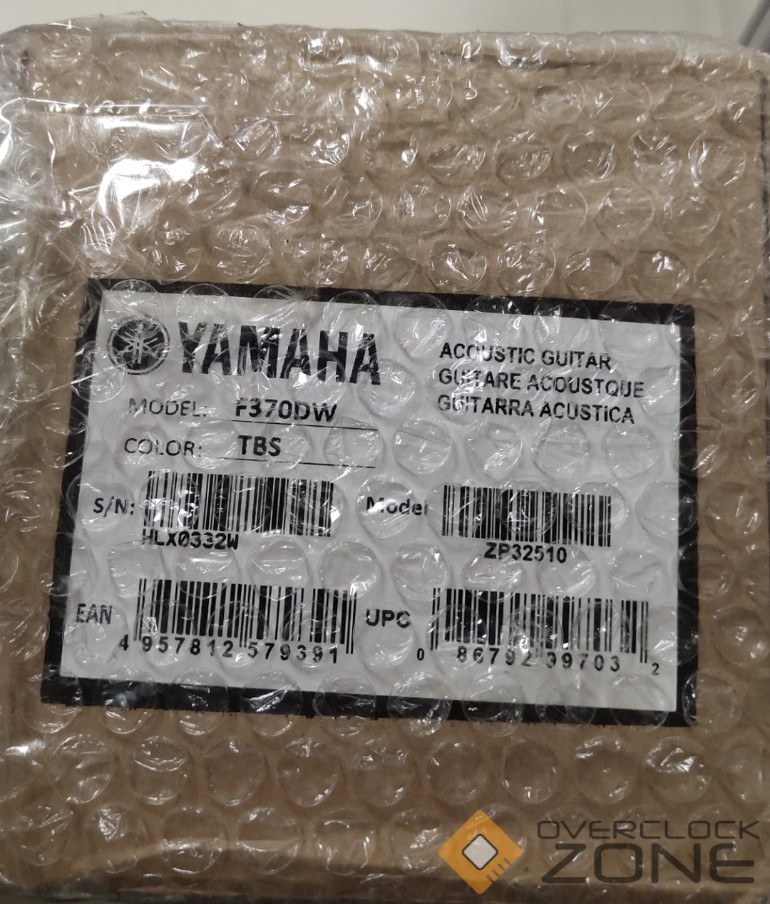 YAMAHA
ACOUSTIC GUITAR
GUITARE ACOUSTQUE
GUITARRA ACUSTICA
MODEL: F370DW
COLOR: TBS
S/N: HLX0332W
Model ZP32510
EAN 4 957812 579391
UPC 0 86792 39703 2
OVERCLOCK
ZONE